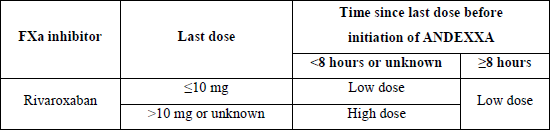 FXa inhibitor
Last dose
Time since last dose before
initiation of ANDEXXA
<8 hours or unknown
≥8 hours
Rivaroxaban
≤10 mg
Low dose
Low dose
>10 mg or unknown
High dose